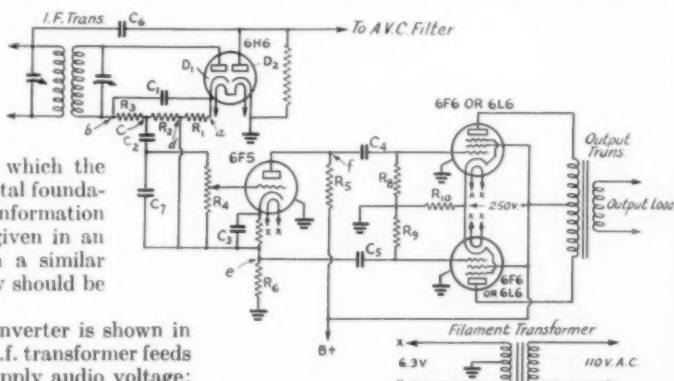 I.F. Trans.
C6
To A.V.C. Filter
6H6
D1
D2
C1
R3
R2
R1
b
C
d
a
C2
C7
R4
6F5
C3
e
R6
f
R5
C4
C5
R8
R9
R10
6F6 OR 6L6
250V.
x x
x x
x x
Output Trans.
Output Load
6F6
OR 6L6
B+
Filament Transformer
x
6.3V
110V. A.C.
which the
tal founda-
information
given in an
a similar
y should be
nverter is shown in
.f. transformer feeds
pply audio voltage;